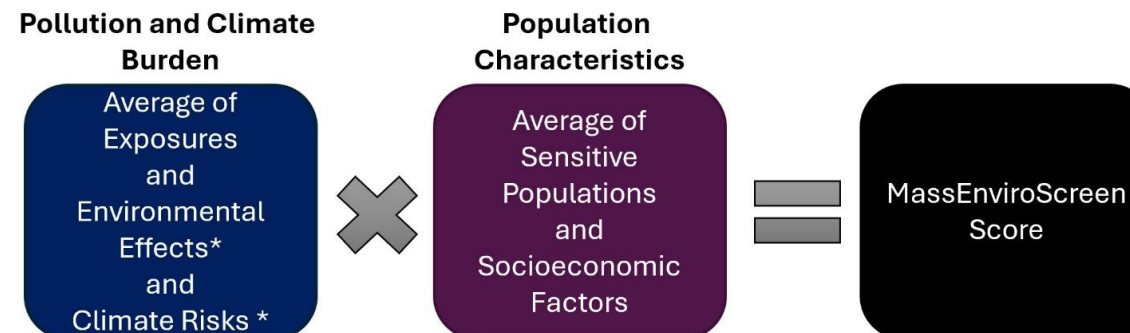 Pollution and Climate
Burden
Average of
Exposures
and
Environmental
Effects*
and
Climate Risks *
Population
Characteristics
Average of
Sensitive
Populations
and
Socioeconomic
Factors
MassEnviroScreen
Score